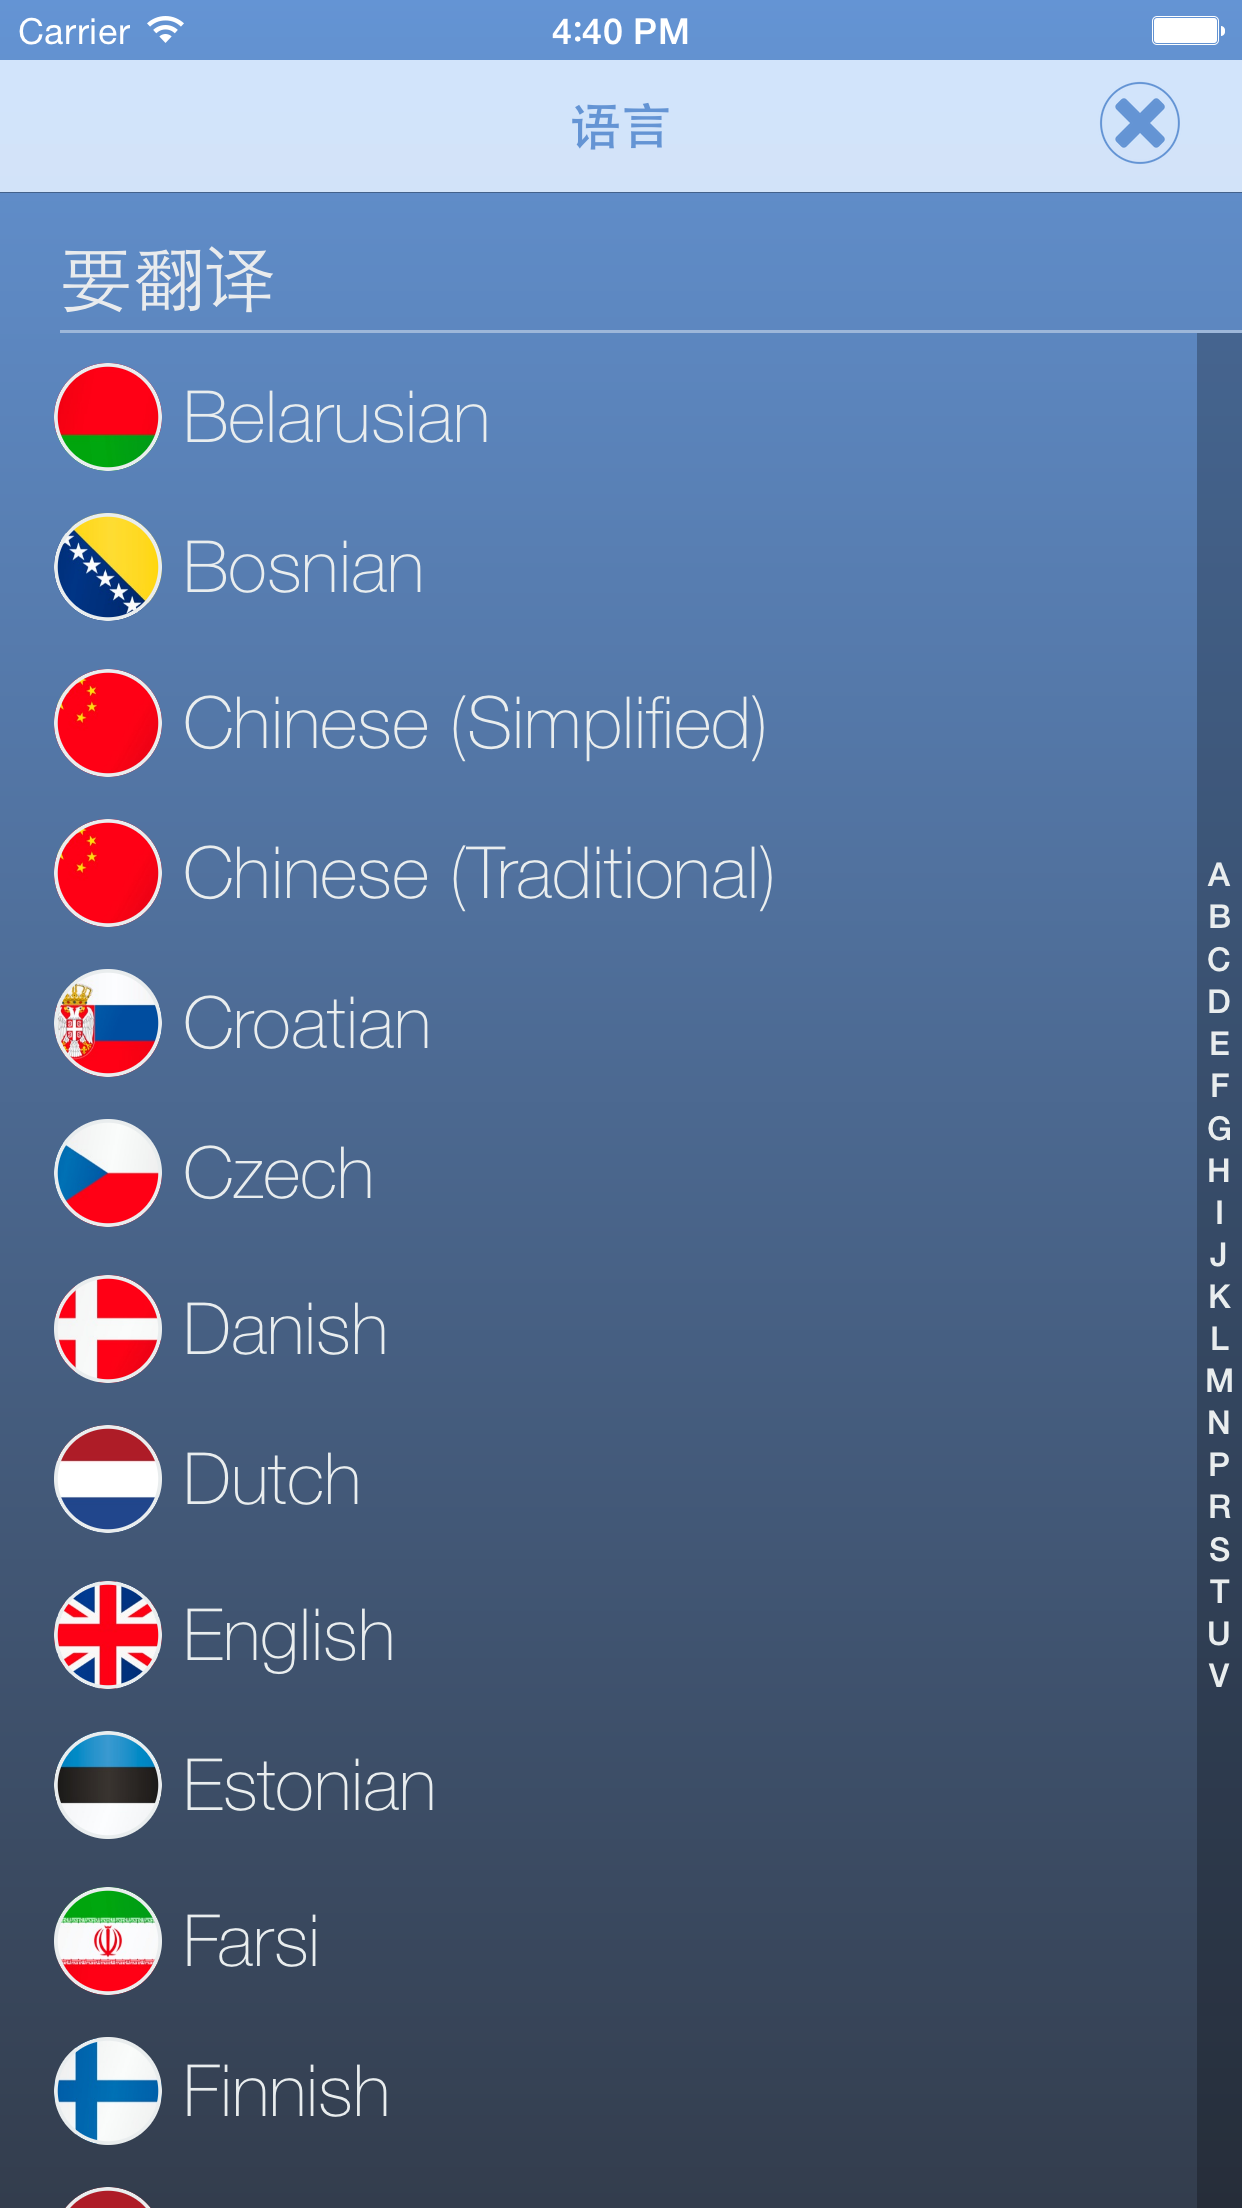 Carrier 4:40 PM
语言
要翻译
Belarusian
Bosnian
Chinese (Simplified)
Chinese (Traditional)
Croatian
Czech
Danish
Dutch
English
Estonian
Farsi
Finnish
A
B
C
D
E
F
G
H
I
J
K
L
M
N
P
R
S
T
U
V